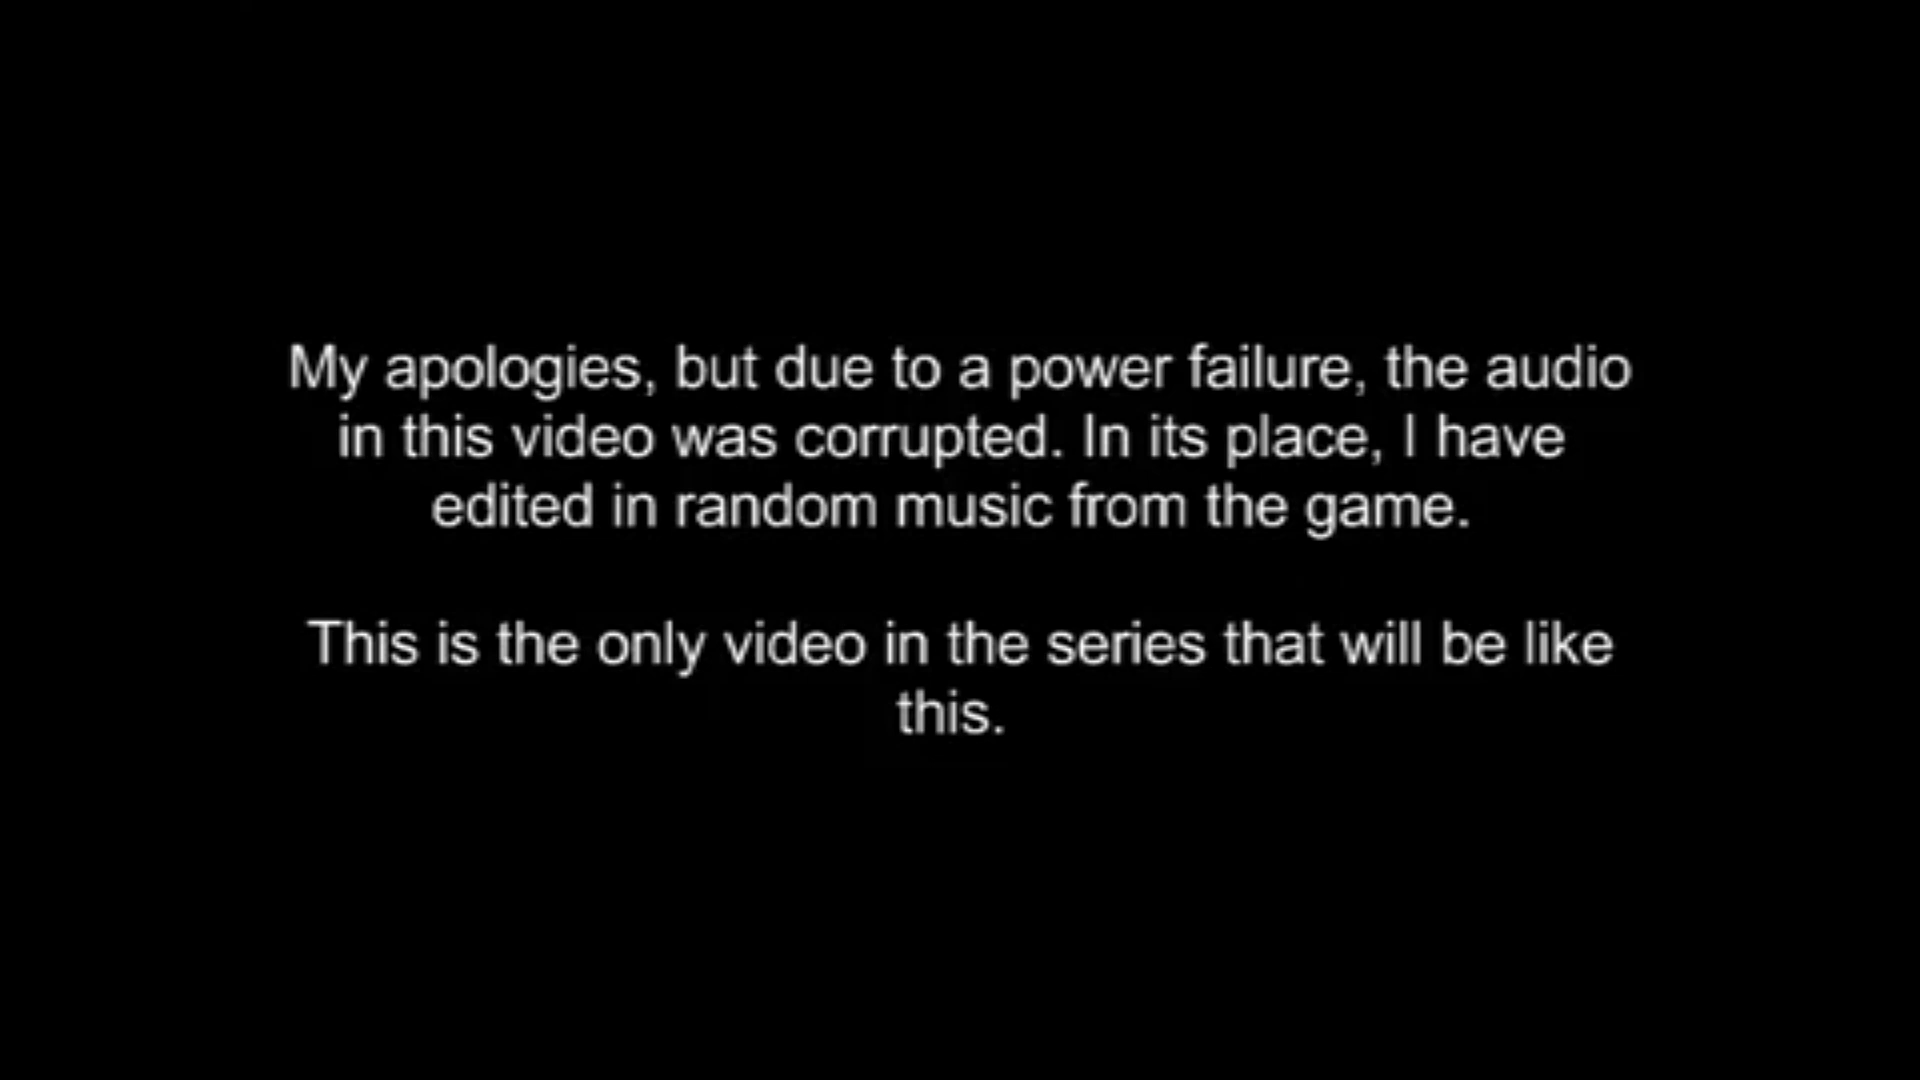 My apologies, but due to a power failure, the audio
in this video was corrupted. In its place, I have
edited in random music from the game.
This is the only video in the series that will be like
this.